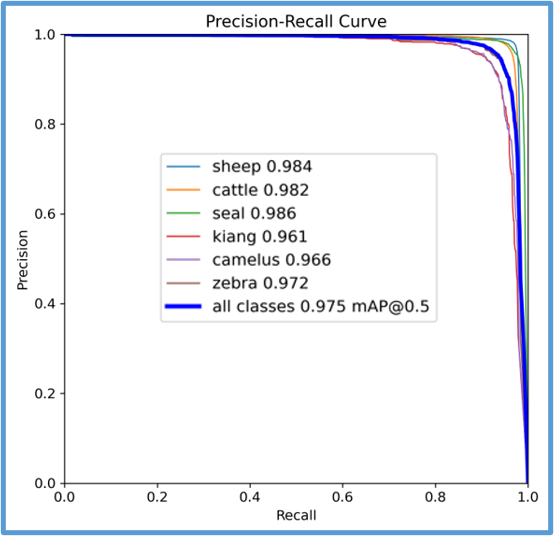 Precision-Recall Curve
1.0
0.8
0.6
0.4
0.2
0.0
Precision
sheep 0.984
cattle 0.982
seal 0.986
kiang 0.961
camelus 0.966
zebra 0.972
all classes 0.975 mAP@0.5
0.0 0.2 0.4 0.6 0.8 1.0
Recall